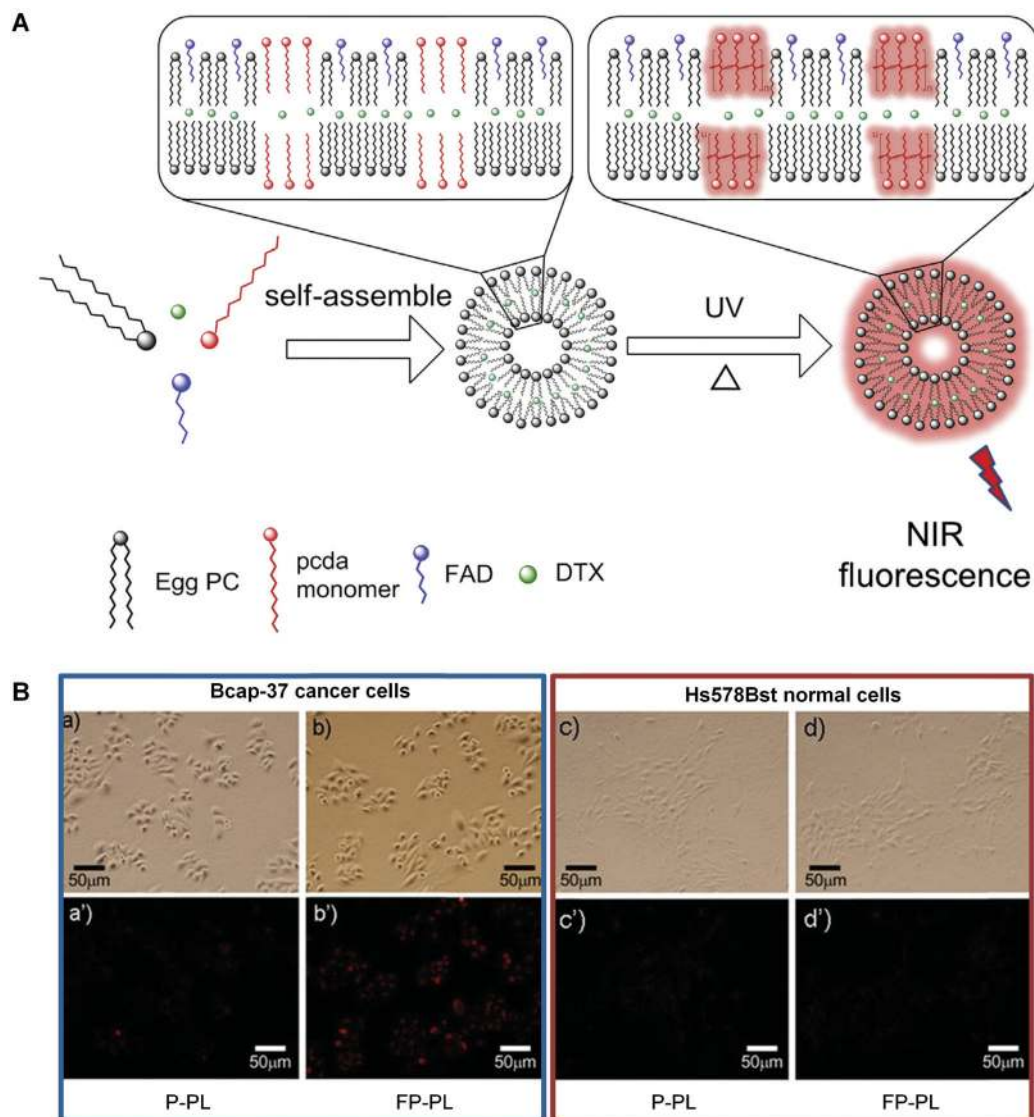 A
self-assemble
UV
△
NIR
fluorescence
Egg PC
pcda
monomer
FAD
DTX
B
Bcap-37 cancer cells
Hs578Bst normal cells
a)
b)
c)
d)
50μm
50μm
50μm
50μm
a')
b')
c')
d')
50μm
50μm
50μm
50μm
P-PL
FP-PL
P-PL
FP-PL